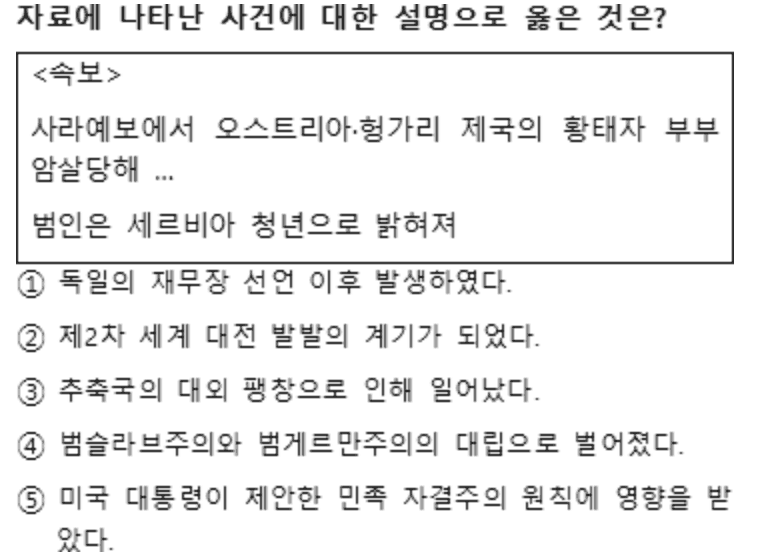 자료에 나타난 사건에 대한 설명으로 옳은 것은?
<속보>
사라예보에서 오스트리아·헝가리 제국의 황태자 부부
암살당해 ...
범인은 세르비아 청년으로 밝혀져
① 독일의 재무장 선언 이후 발생하였다.
② 제2차 세계 대전 발발의 계기가 되었다.
③ 추축국의 대외 팽창으로 인해 일어났다.
④ 범슬라브주의와 범게르만주의의 대립으로 벌어졌다.
⑤ 미국 대통령이 제안한 민족 자결주의 원칙에 영향을 받
았다.